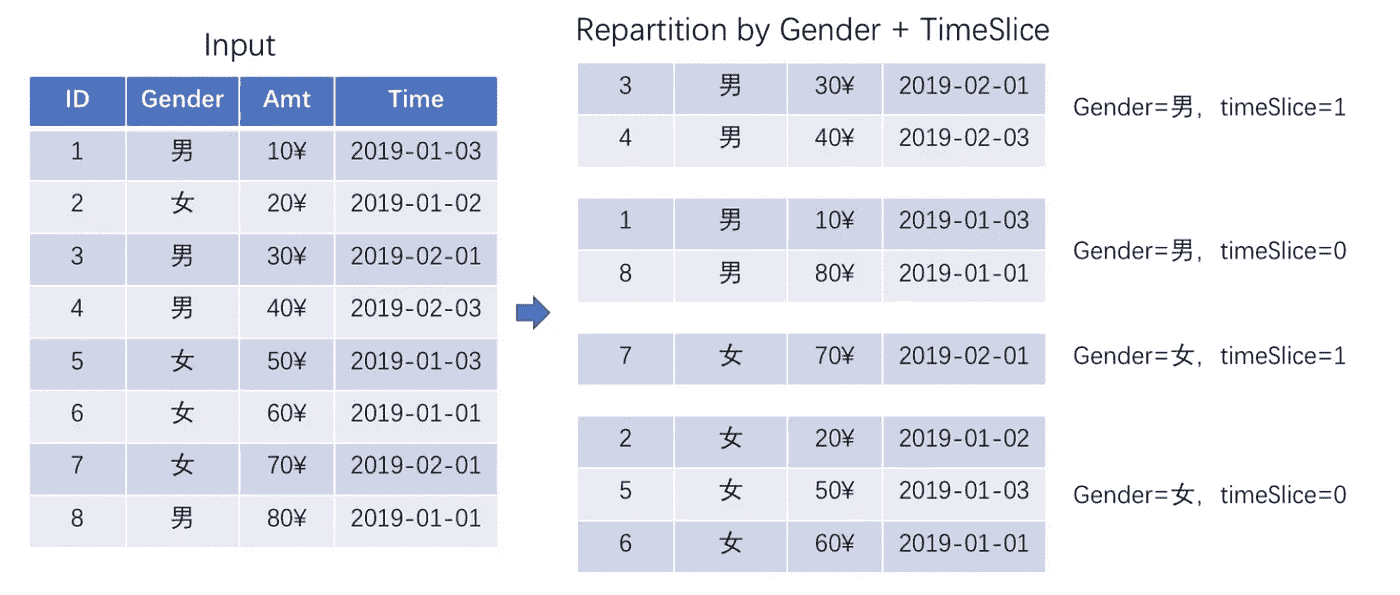 Input
ID Gender Amt Time
1 男 10¥ 2019-01-03
2 女 20¥ 2019-01-02
3 男 30¥ 2019-02-01
4 男 40¥ 2019-02-03
5 女 50¥ 2019-01-03
6 女 60¥ 2019-01-01
7 女 70¥ 2019-02-01
8 男 80¥ 2019-01-01
Repartition by Gender + TimeSlice
3 男 30¥ 2019-02-01
4 男 40¥ 2019-02-03
Gender=男，timeSlice=1
1 男 10¥ 2019-01-03
8 男 80¥ 2019-01-01
Gender=男，timeSlice=0
7 女 70¥ 2019-02-01
Gender=女，timeSlice=1
2 女 20¥ 2019-01-02
5 女 50¥ 2019-01-03
6 女 60¥ 2019-01-01
Gender=女，timeSlice=0